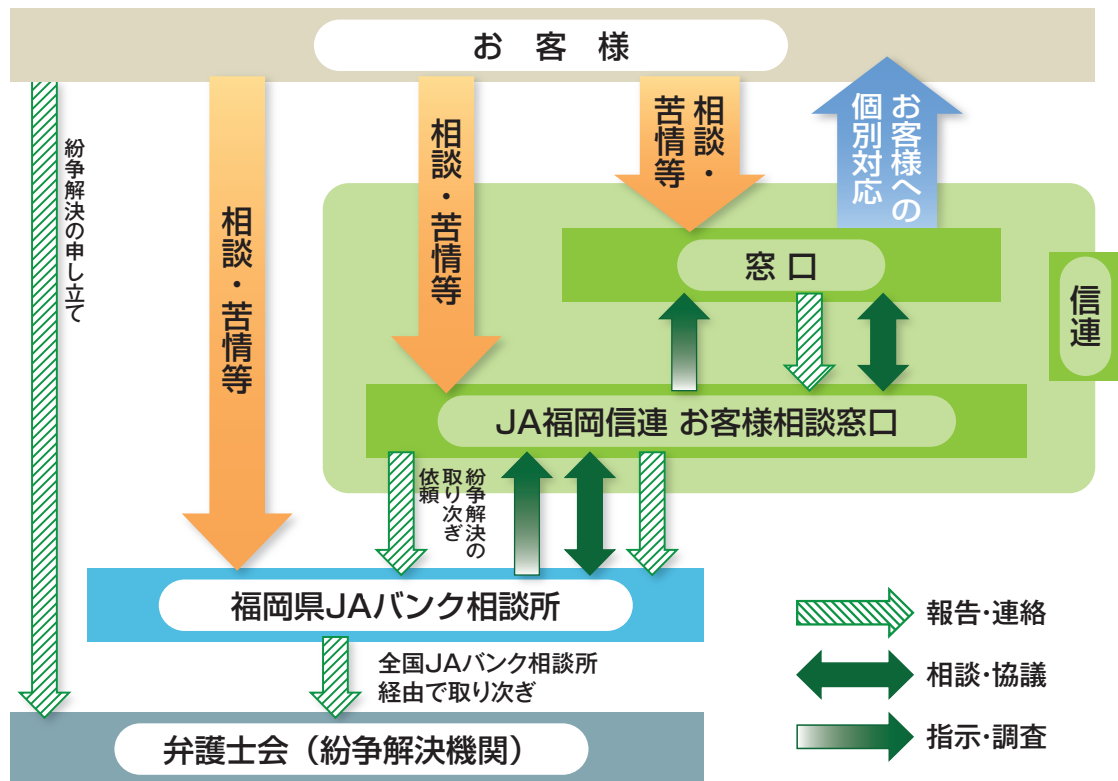 お客様
紛争解決の申し立て
相談・苦情等
相談・苦情等
相談・
苦情等
お客様への
個別対応
窓口
信連
JA福岡信連 お客様相談窓口
紛争解決の
取り次ぎ
依頼
福岡県JAバンク相談所
全国JAバンク相談所
経由で取り次ぎ
弁護士会（紛争解決機関）
報告・連絡
相談・協議
指示・調査